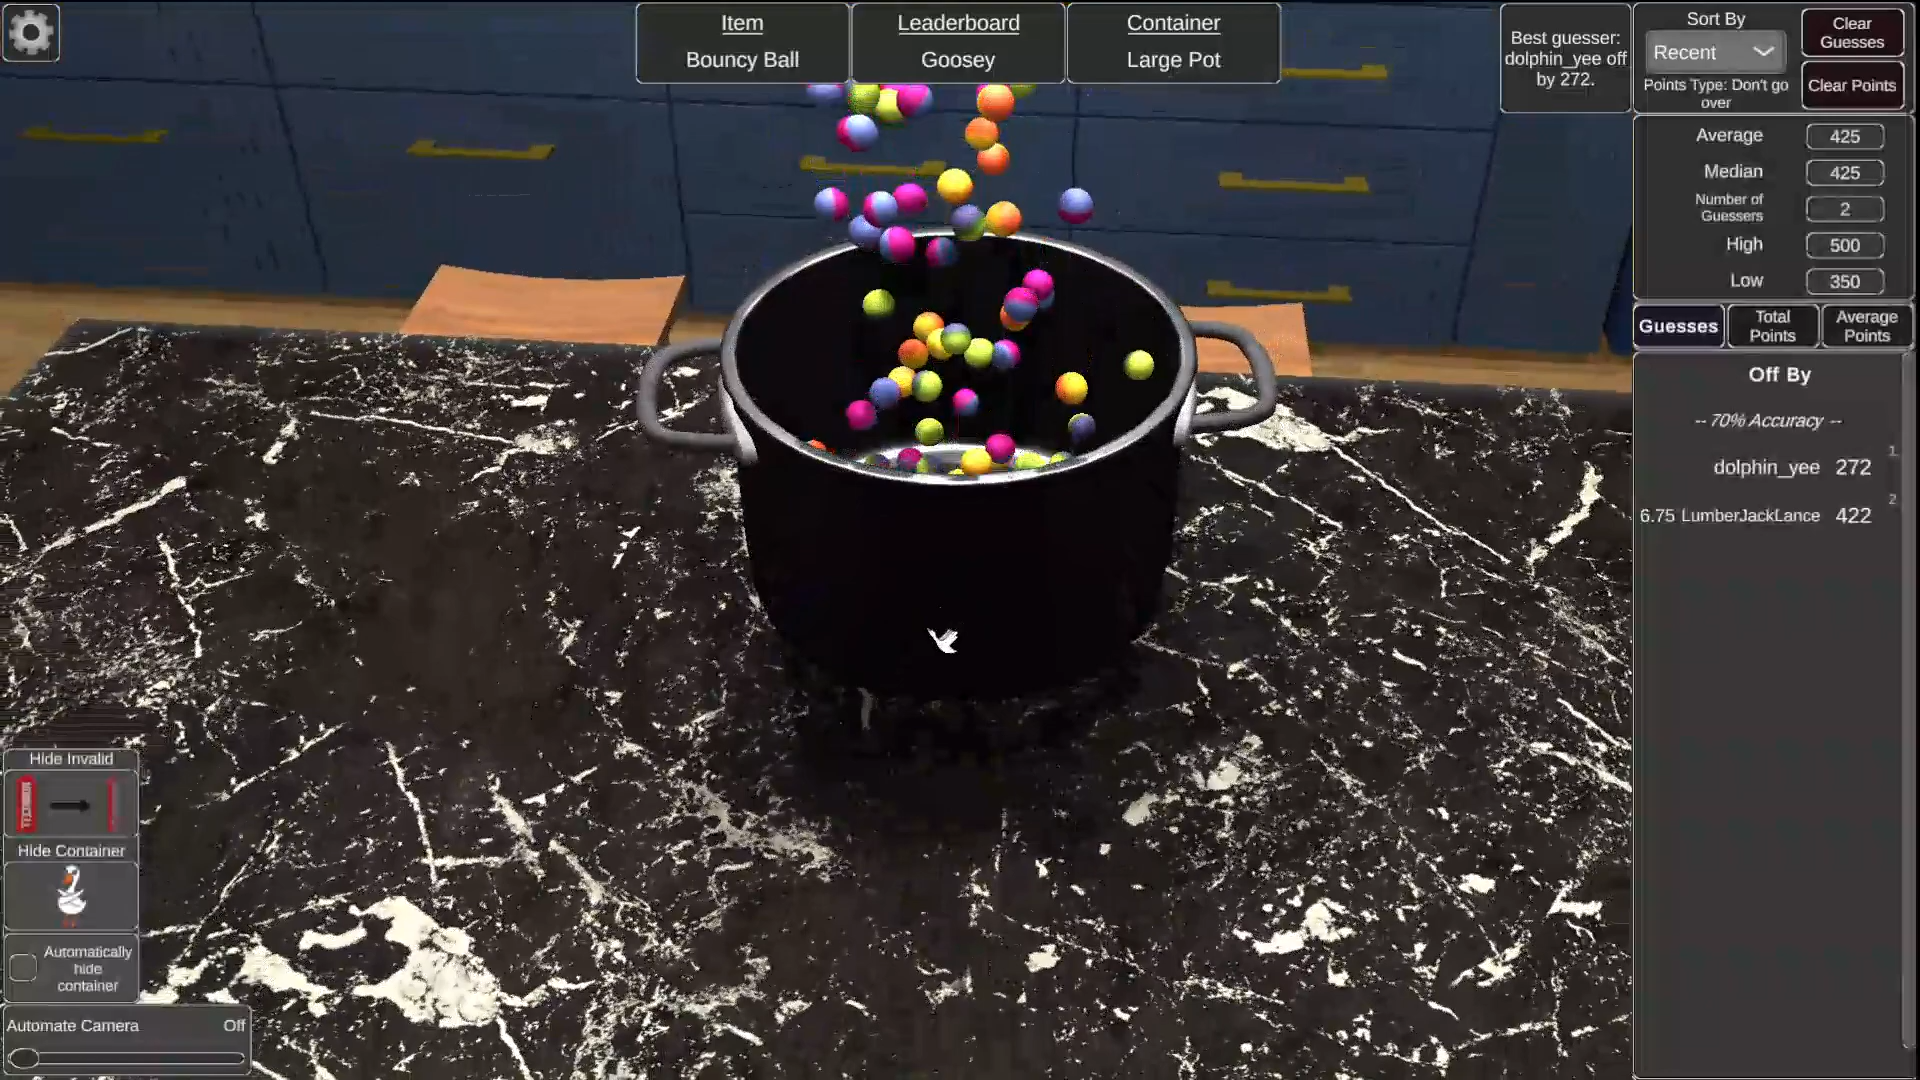 Item
Bouncy Ball
Leaderboard
Goosey
Container
Large Pot
Best guesser:
dolphin_yee off
by 272.
Sort By
Recent
Points Type: Don't go
over
Clear
Guesses
Clear Points
Average 425
Median 425
Number of
Guessers 2
High 500
Low 350
Guesses
Total
Points
Average
Points
Off By
-- 70% Accuracy --
1
dolphin_yee 272
2
6.75 LumberJackLance 422
Hide Invalid
Hide Container
Automatically
hide
container
Automate Camera Off